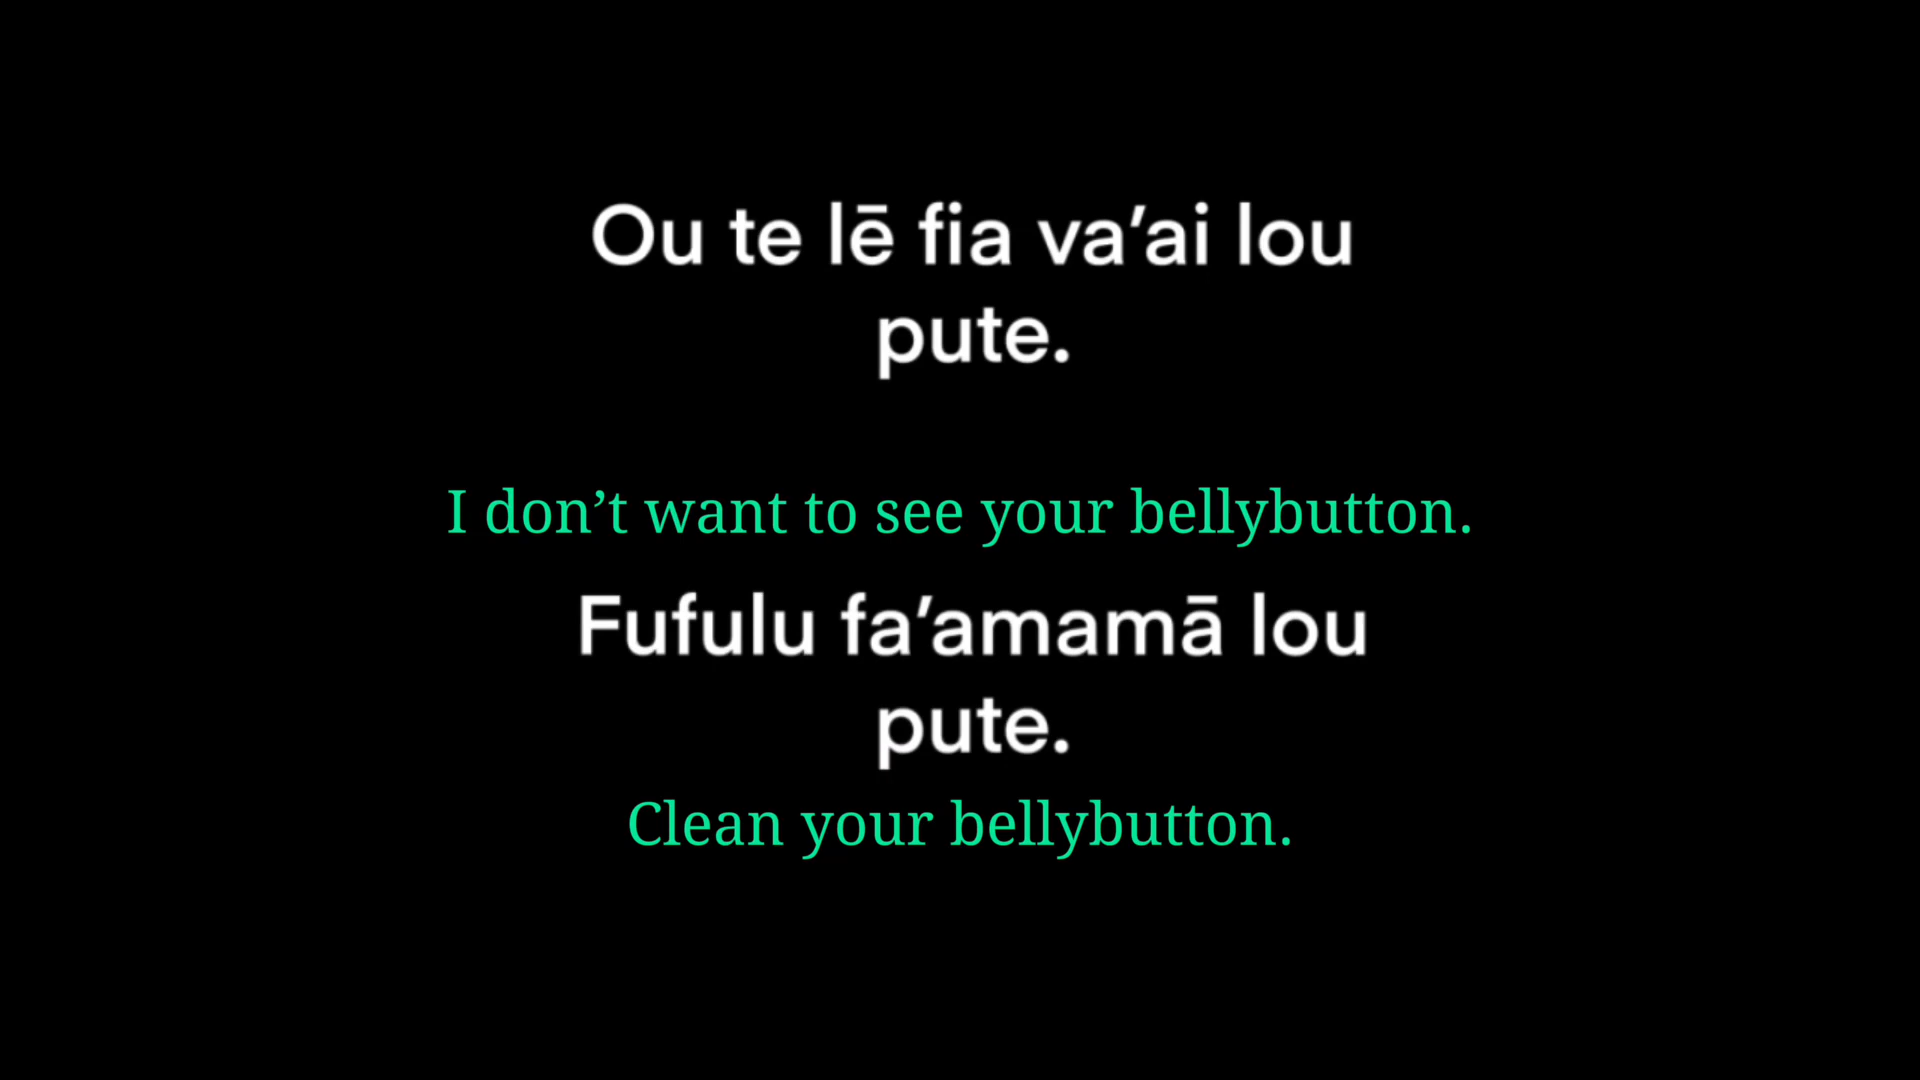 Ou te lē fia va’ai lou
pute.
I don’t want to see your bellybutton.
Fufulu fa’amamā lou
pute.
Clean your bellybutton.